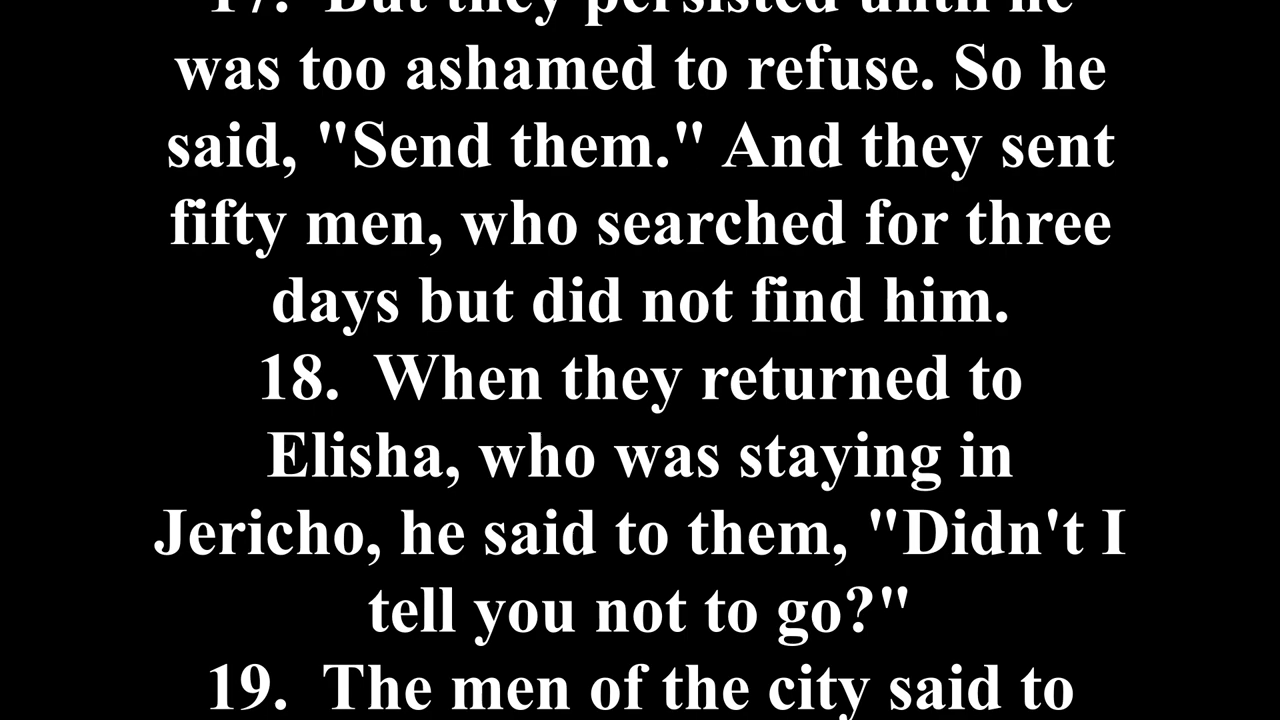 17.  But they persisted until he
was too ashamed to refuse. So he
said, "Send them." And they sent
fifty men, who searched for three
days but did not find him.
18.  When they returned to
Elisha, who was staying in
Jericho, he said to them, "Didn't I
tell you not to go?"
19.  The men of the city said to